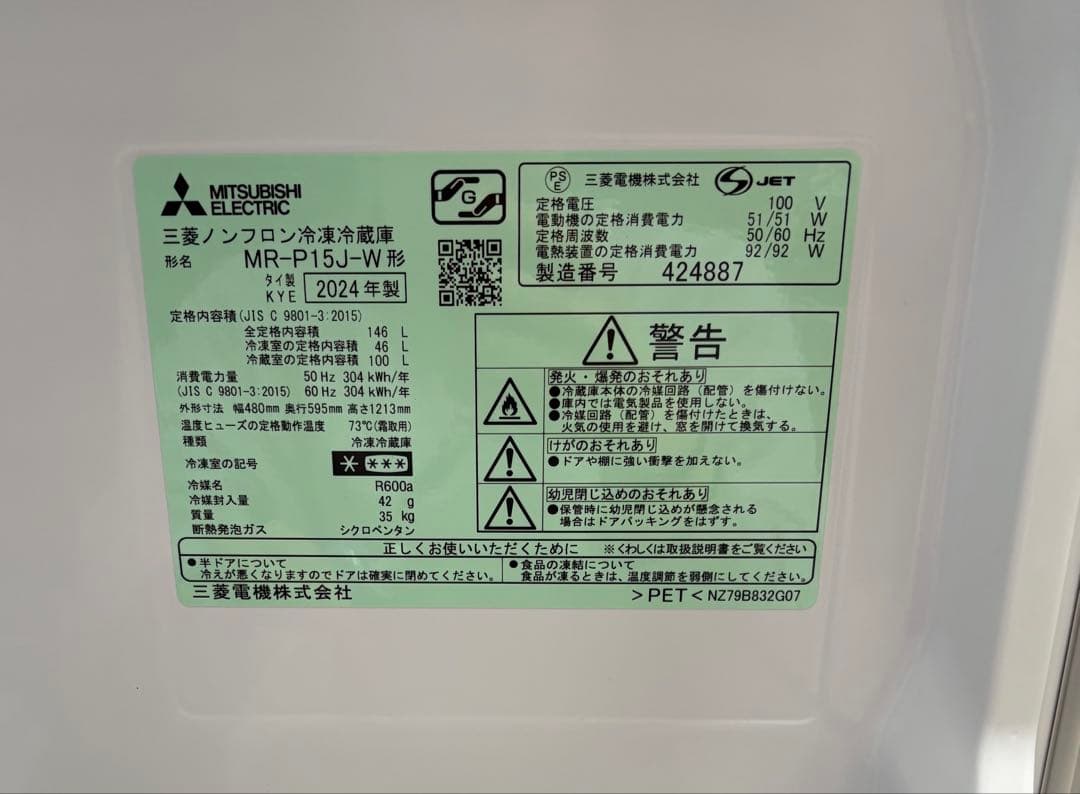 MITSUBISHI
ELECTRIC
三菱ノンフロン冷凍冷蔵庫
形名 MR-P15J-W形
タイ製
KYE 2024年製
G
PS
E 三菱電機株式会社 JET
定格電圧 100 V
電動機の定格消費電力 51/51 W
定格周波数 50/60 Hz
電熱装置の定格消費電力 92/92 W
製造番号 424887
定格内容積(JIS C 9801-3:2015)
全定格内容積 146 L
冷凍室の定格内容積 46 L
冷蔵室の定格内容積 100 L
消費電力量 50Hz 304kWh/年
(JIS C 9801-3:2015) 60Hz 304kWh/年
外形寸法 幅480mm 奥行595mm 高さ1213mm
温度ヒューズの定格動作温度 73℃(霜取用)
種類 冷凍冷蔵庫
冷凍室の記号 * ***
冷媒名 R600a
冷媒封入量 42 g
質量 35 kg
断熱発泡ガス シクロペンタン
警告
発火・爆発のおそれあり
●冷蔵庫本体の冷媒回路(配管)を傷付けない。
●庫内では電気製品を使用しない。
●冷媒回路(配管)を傷付けたときは、
火気の使用を避け、窓を開けて換気する。
けがのおそれあり
●ドアや棚に強い衝撃を加えない。
幼児閉じ込めのおそれあり
●保管時に幼児閉じ込めが懸念される
場合はドアパッキングをはずす。
正しくお使いいただくために ※くわしくは取扱説明書をご覧ください
●半ドアについて
冷えが悪くなりますのでドアは確実に閉めてください。
●食品の凍結について
食品が凍るときは、温度調節を弱側にしてください。
三菱電機株式会社 >PET< NZ79B832G07